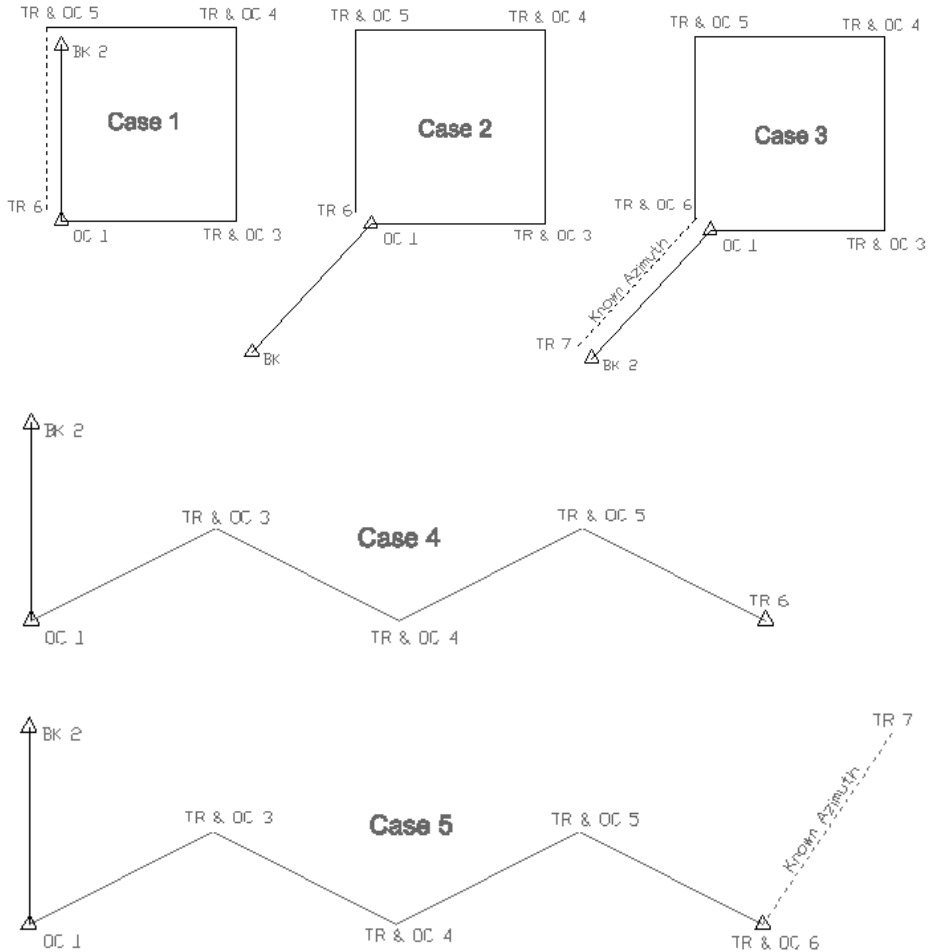 TR & OC 5
TR & OC 4
BK 2
Case 1
TR 6
OC 1
TR & OC 3
TR & OC 5
TR & OC 4
Case 2
TR 6
OC 1
TR & OC 3
BK
TR & OC 5
TR & OC 4
Case 3
TR & OC 6
OC 1
TR & OC 3
Known Azimuth
TR 7
BK 2
BK 2
TR & OC 3
Case 4
TR & OC 5
OC 1
TR & OC 4
TR 6
BK 2
TR 7
TR & OC 3
Case 5
TR & OC 5
Known Azimuth
OC 1
TR & OC 4
TR & OC 6